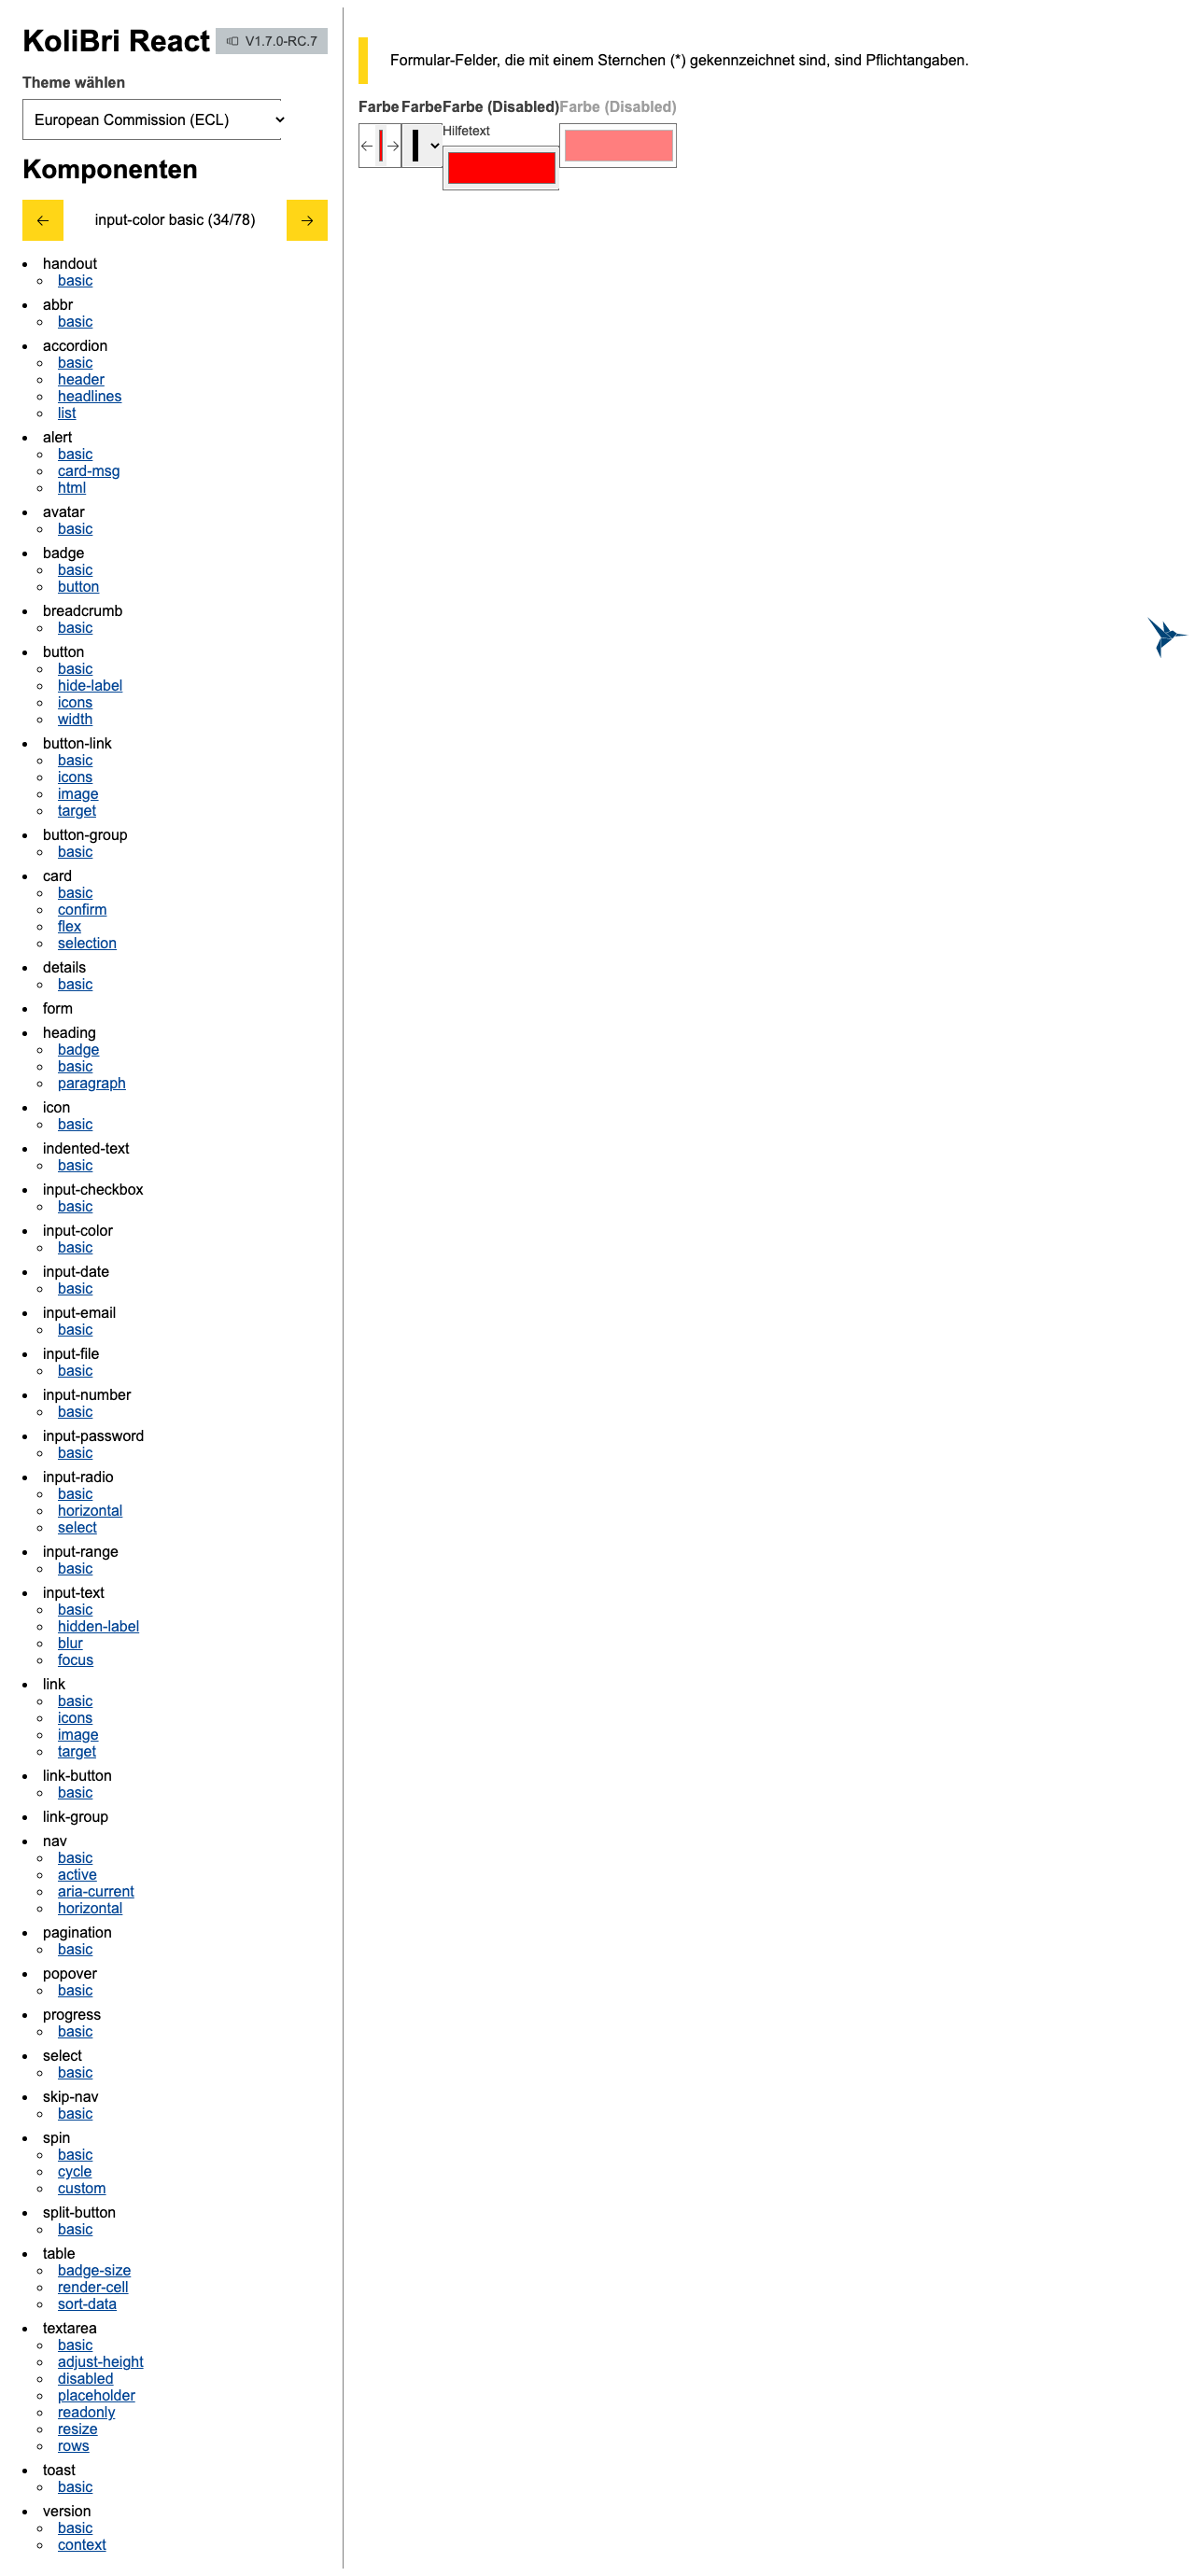 KoliBri React V1.7.0-RC.7
Theme wählen
European Commission (ECL)
Komponenten
input-color basic (34/78)
handout
basic
abbr
basic
accordion
basic
header
headlines
list
alert
basic
card-msg
html
avatar
basic
badge
basic
button
breadcrumb
basic
button
basic
hide-label
icons
width
button-link
basic
icons
image
target
button-group
basic
card
basic
confirm
flex
selection
details
basic
form
heading
badge
basic
paragraph
icon
basic
indented-text
basic
input-checkbox
basic
input-color
basic
input-date
basic
input-email
basic
input-file
basic
input-number
basic
input-password
basic
input-radio
basic
horizontal
select
input-range
basic
input-text
basic
hidden-label
blur
focus
link
basic
icons
image
target
link-button
basic
link-group
nav
basic
active
aria-current
horizontal
pagination
basic
popover
basic
progress
basic
select
basic
skip-nav
basic
spin
basic
cycle
custom
split-button
basic
table
badge-size
render-cell
sort-data
textarea
basic
adjust-height
disabled
placeholder
readonly
resize
rows
toast
basic
version
basic
context
Formular-Felder, die mit einem Sternchen (*) gekennzeichnet sind, sind Pflichtangaben.
Farbe Farbe Farbe (Disabled) Farbe (Disabled)
Hilfetext